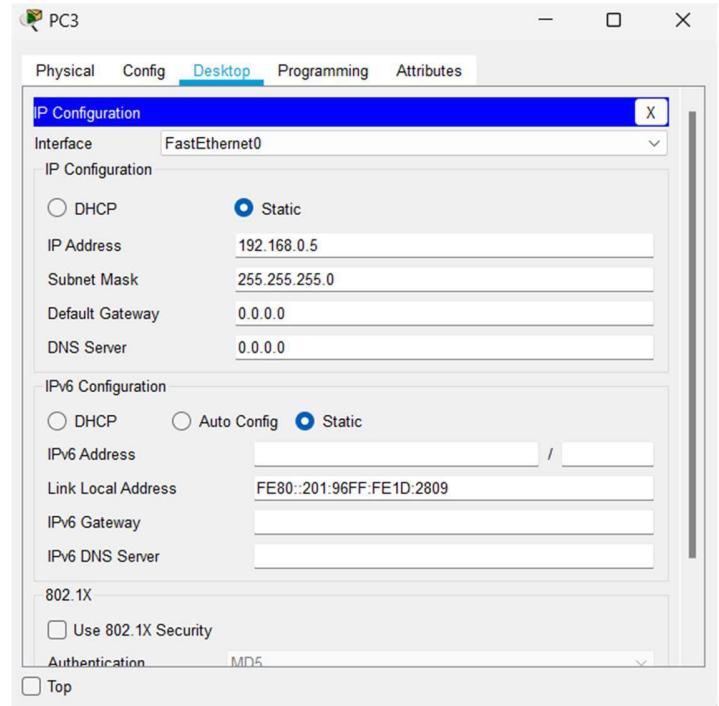 PC3
Physical Config Desktop Programming Attributes
IP Configuration X
Interface FastEthernet0
IP Configuration
DHCP Static
IP Address 192.168.0.5
Subnet Mask 255.255.255.0
Default Gateway 0.0.0.0
DNS Server 0.0.0.0
IPv6 Configuration
DHCP Auto Config Static
IPv6 Address /
Link Local Address FE80::201:96FF:FE1D:2809
IPv6 Gateway
IPv6 DNS Server
802.1X
Use 802.1X Security
Authentication MD5
Top